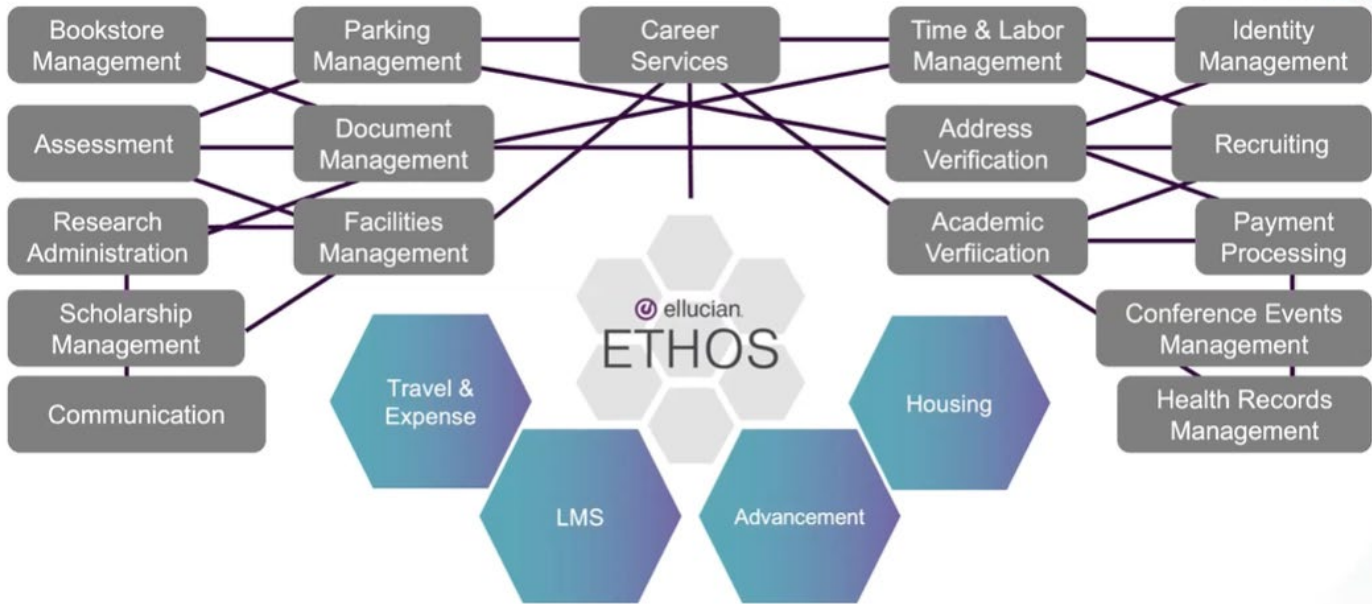 Bookstore
Management
Parking
Management
Career
Services
Time & Labor
Management
Identity
Management
Assessment
Document
Management
Address
Verification
Recruiting
Research
Administration
Facilities
Management
Academic
Verfiication
Payment
Processing
Scholarship
Management
ellucian.
ETHOS
Conference Events
Management
Communication
Travel &
Expense
Housing
Health Records
Management
LMS
Advancement